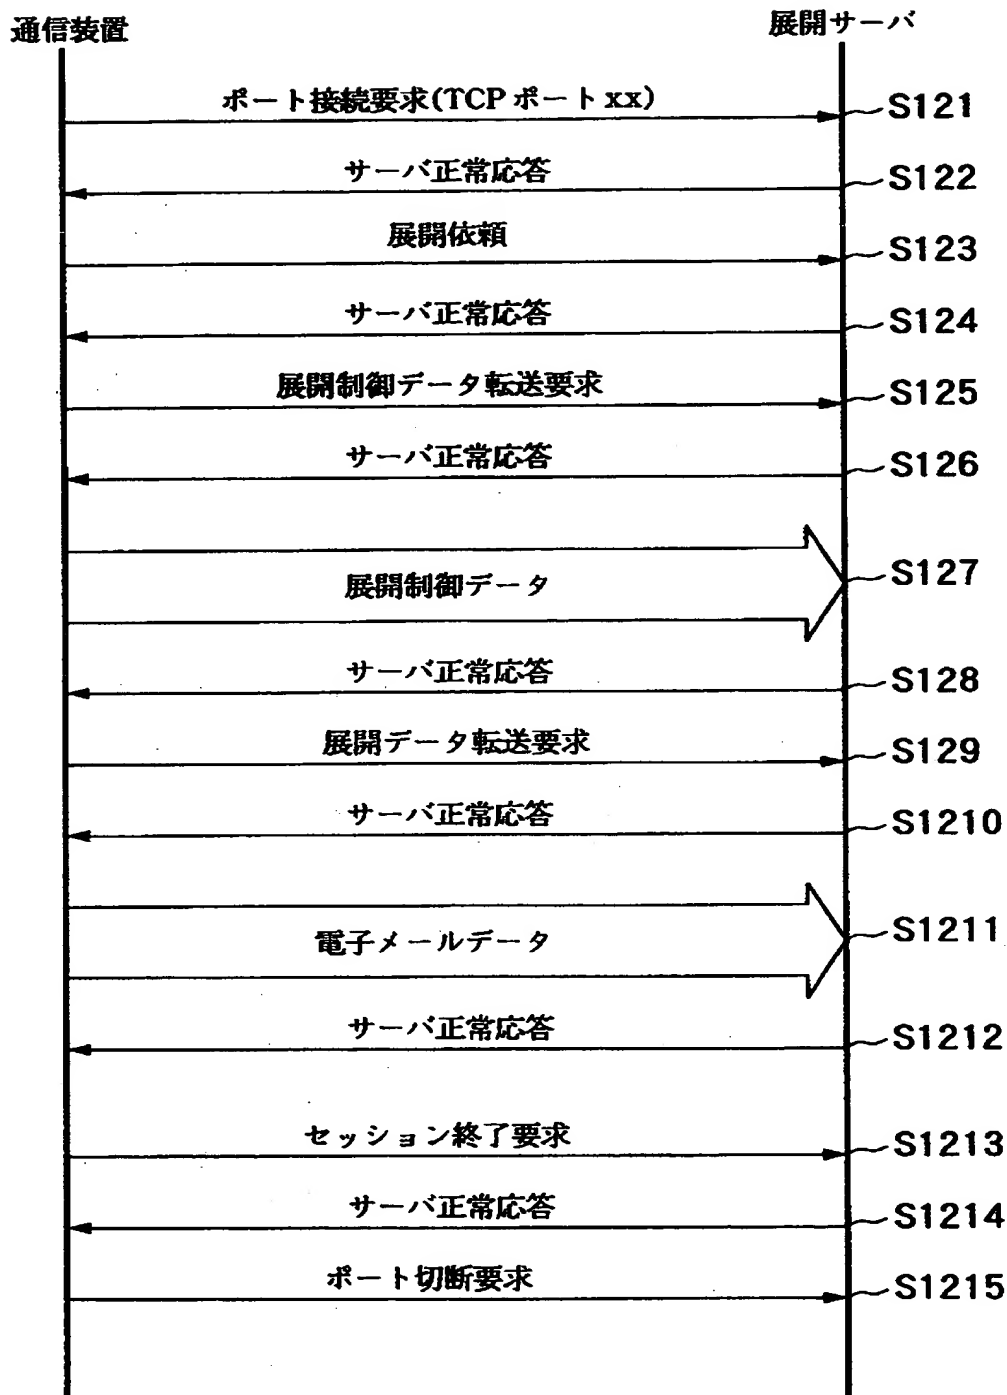 通信装置
展開サーバ
ポート接続要求(TCP ポート xx)
S121
サーバ正常応答
S122
展開依頼
S123
サーバ正常応答
S124
展開制御データ転送要求
S125
サーバ正常応答
S126
展開制御データ
S127
サーバ正常応答
S128
展開データ転送要求
S129
サーバ正常応答
S1210
電子メールデータ
S1211
サーバ正常応答
S1212
セッション終了要求
S1213
サーバ正常応答
S1214
ポート切断要求
S1215